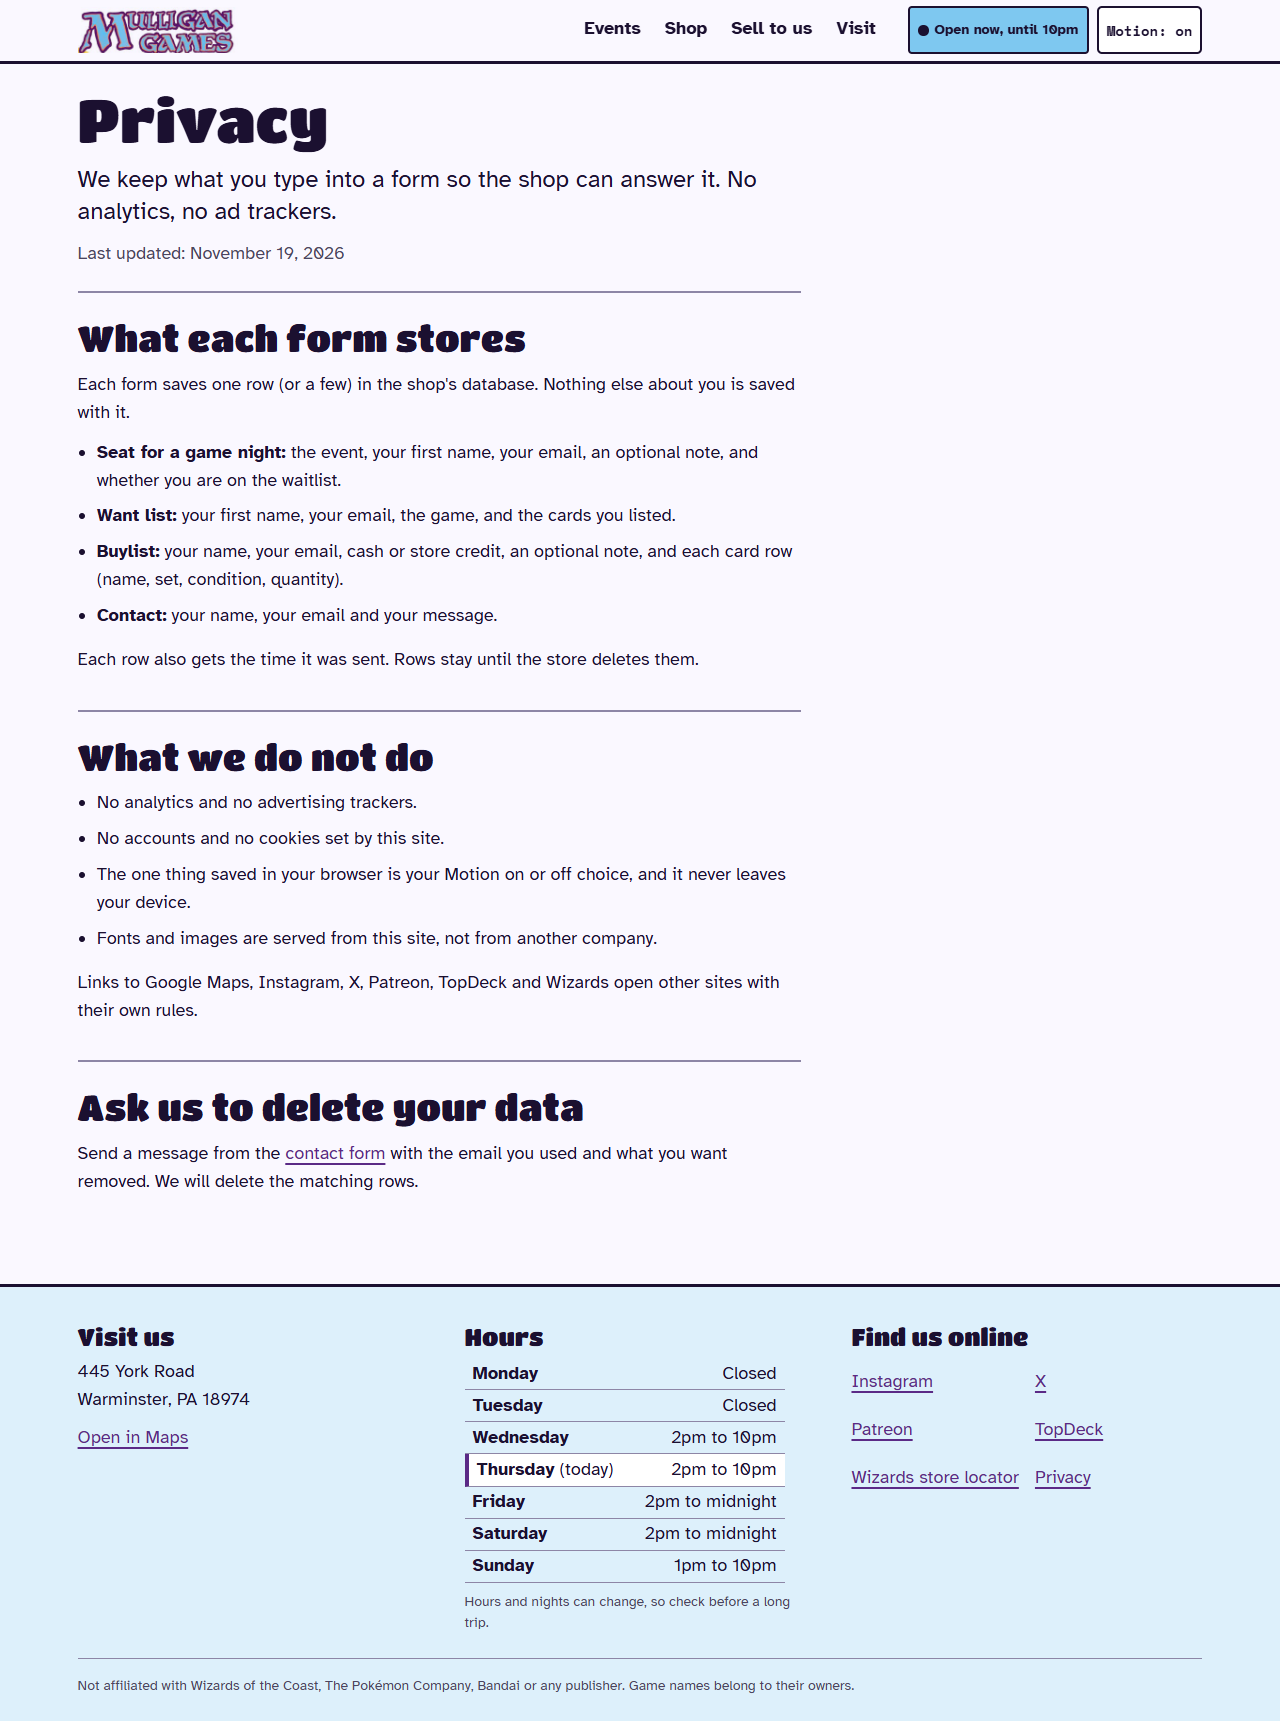 MULLIGAN GAMES
Events Shop Sell to us Visit
Open now, until 10pm
Motion: on
Privacy
We keep what you type into a form so the shop can answer it. No
analytics, no ad trackers.
Last updated: November 19, 2026
What each form stores
Each form saves one row (or a few) in the shop's database. Nothing else about you is saved
with it.
• Seat for a game night: the event, your first name, your email, an optional note, and
whether you are on the waitlist.
• Want list: your first name, your email, the game, and the cards you listed.
• Buylist: your name, your email, cash or store credit, an optional note, and each card row
(name, set, condition, quantity).
• Contact: your name, your email and your message.
Each row also gets the time it was sent. Rows stay until the store deletes them.
What we do not do
• No analytics and no advertising trackers.
• No accounts and no cookies set by this site.
• The one thing saved in your browser is your Motion on or off choice, and it never leaves
your device.
• Fonts and images are served from this site, not from another company.
Links to Google Maps, Instagram, X, Patreon, TopDeck and Wizards open other sites with
their own rules.
Ask us to delete your data
Send a message from the contact form with the email you used and what you want
removed. We will delete the matching rows.
Visit us
445 York Road
Warminster, PA 18974
Open in Maps
Hours
Monday Closed
Tuesday Closed
Wednesday 2pm to 10pm
Thursday (today) 2pm to 10pm
Friday 2pm to midnight
Saturday 2pm to midnight
Sunday 1pm to 10pm
Hours and nights can change, so check before a long
trip.
Find us online
Instagram X
Patreon TopDeck
Wizards store locator Privacy
Not affiliated with Wizards of the Coast, The Pokémon Company, Bandai or any publisher. Game names belong to their owners.